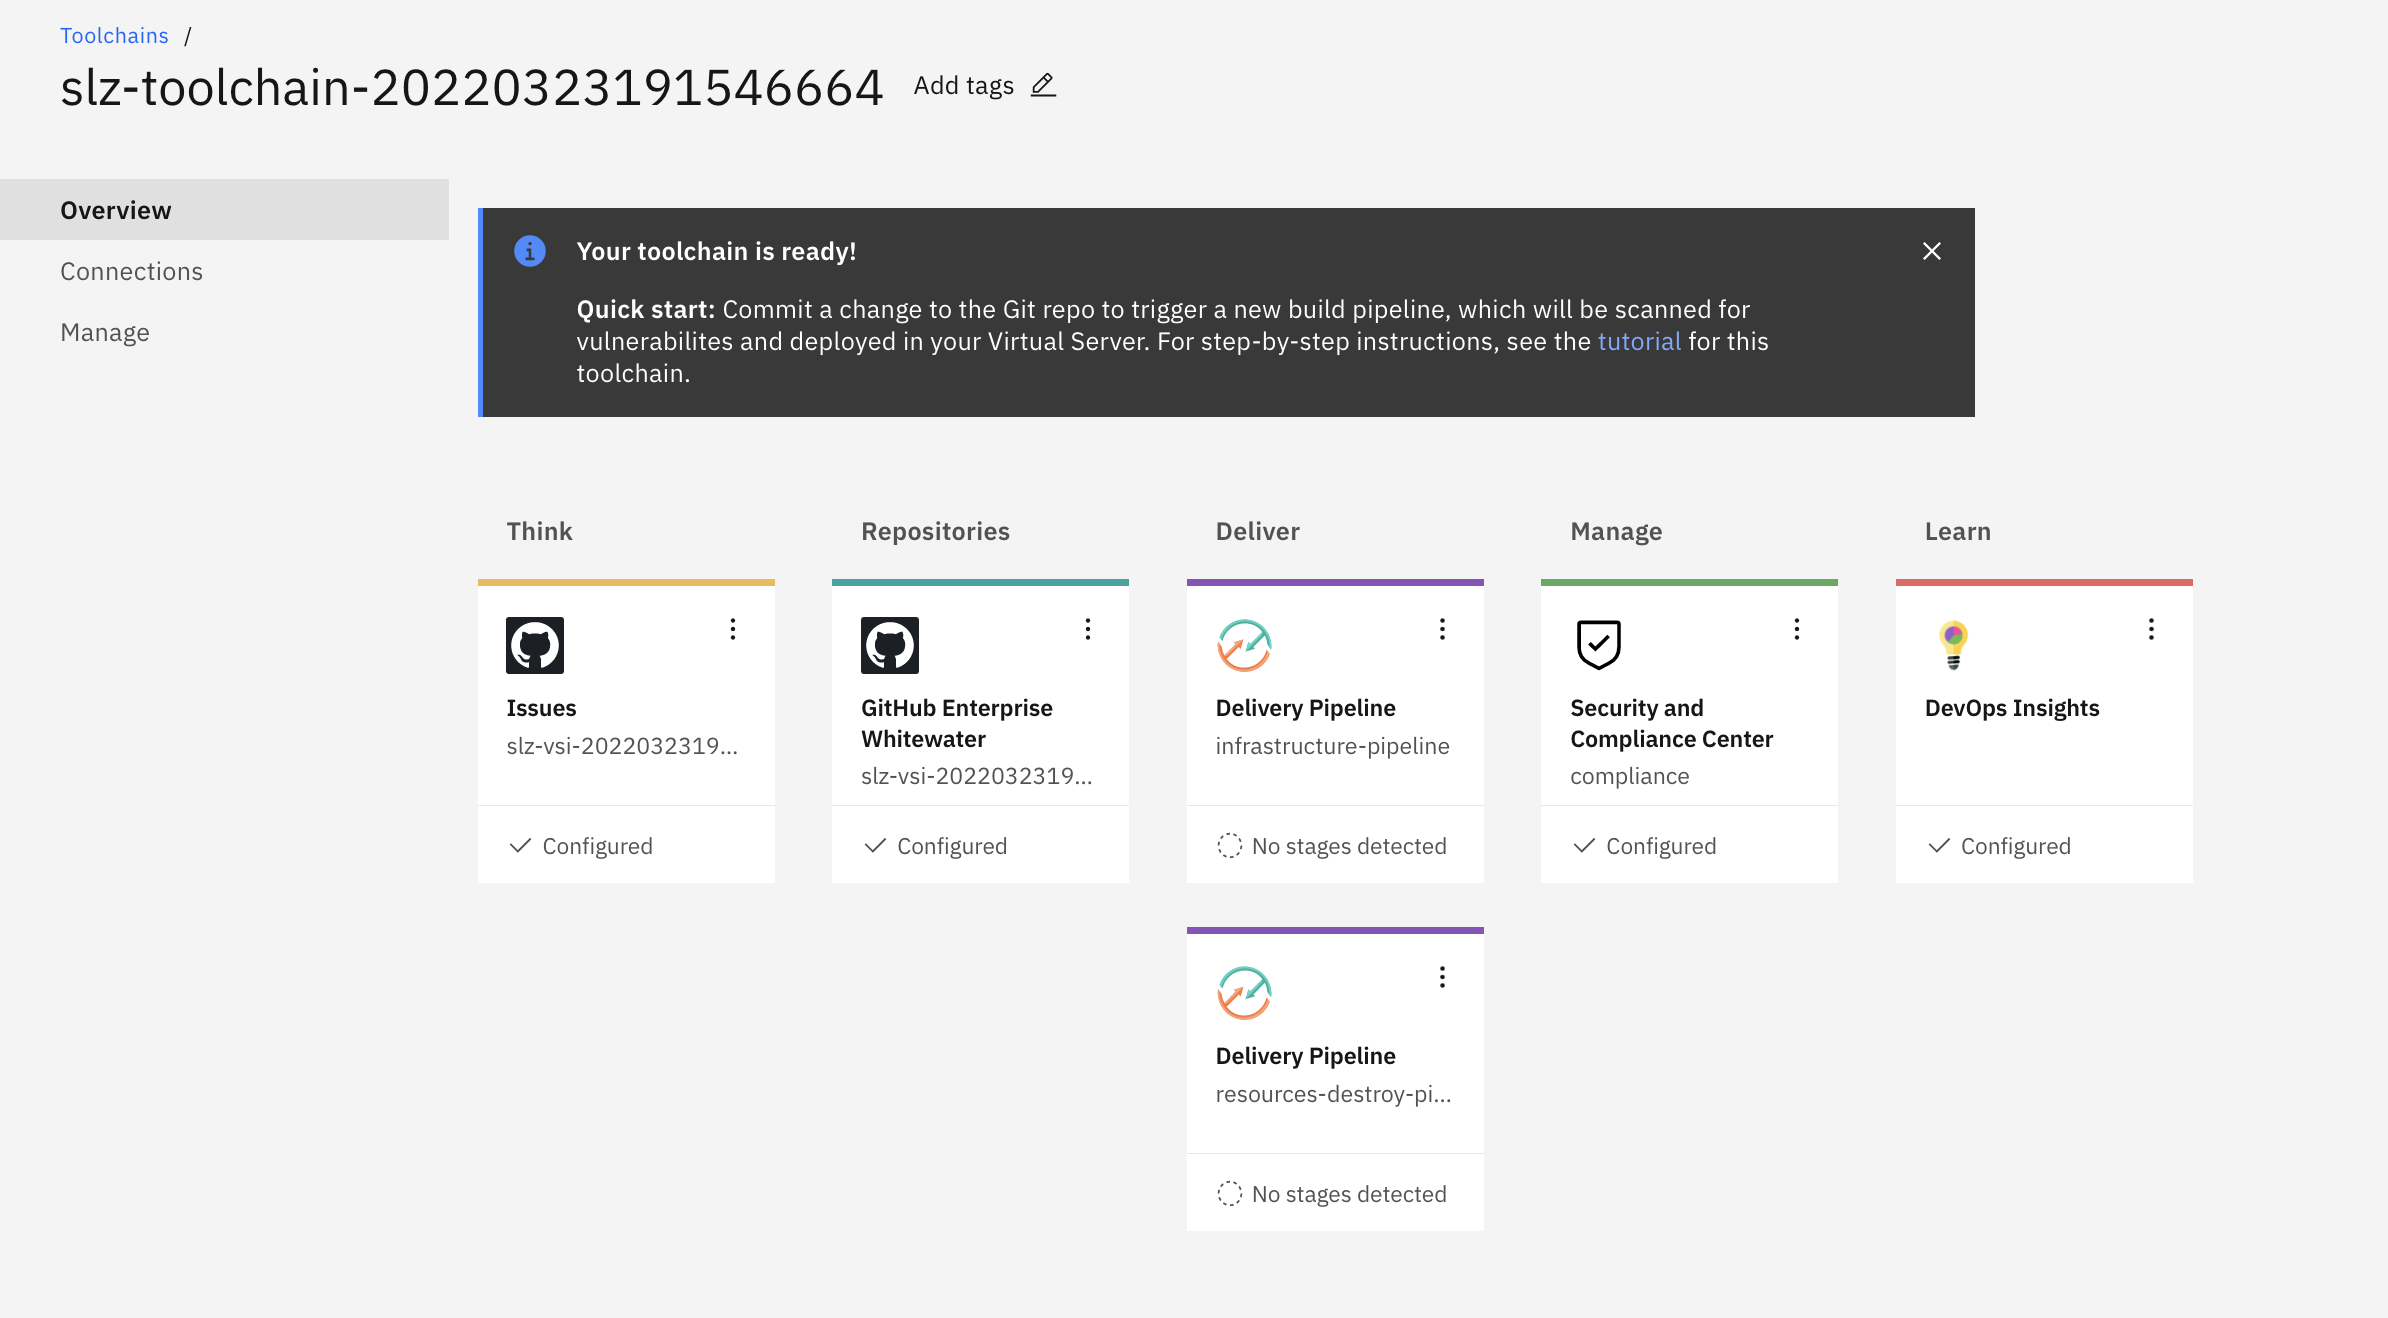 Toolchains /
slz-toolchain-20220323191546664 Add tags
Overview
Connections
Manage
Your toolchain is ready!
Quick start: Commit a change to the Git repo to trigger a new build pipeline, which will be scanned for
vulnerabilites and deployed in your Virtual Server. For step-by-step instructions, see the tutorial for this
toolchain.
Think
Issues
slz-vsi-2022032319...
Configured
Repositories
GitHub Enterprise
Whitewater
slz-vsi-2022032319...
Configured
Deliver
Delivery Pipeline
infrastructure-pipeline
No stages detected
Delivery Pipeline
resources-destroy-pi...
No stages detected
Manage
Security and
Compliance Center
compliance
Configured
Learn
DevOps Insights
Configured